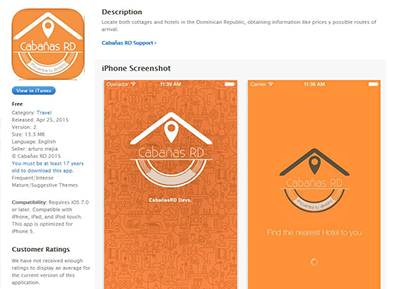 Cabañas RD
View in iTunes
Free
Category: Travel
Released: Apr 25, 2015
Version: 2
Size: 13.3 MB
Language: English
Seller: arturo mejia
© Cabañas RD 2015
You must be at least 17 years
old to download this app.
Frequent/Intense
Mature/Suggestive Themes
Compatibility: Requires iOS 7.0
or later. Compatible with
iPhone, iPad, and iPod touch. This
app is optimized for
iPhone 5.
Customer Ratings
We have not received enough
ratings to display an average for
the current version of this
application.
Description
Locate both cottages and hotels in the Dominican Republic, obtaining information like prices y possible routes of
arrival.
Cabañas RD Support ›
iPhone Screenshot
Operador 11:39 AM
Cabañas RD
CabañasRD Devs.
Carrier 11:36 AM
Cabañas RD
Find the nearest Hotel to you